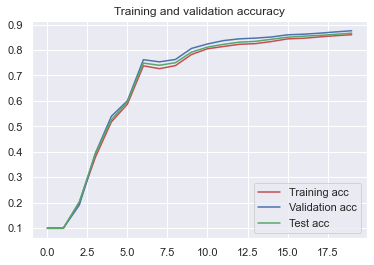 Training and validation accuracy
0.9
0.8
0.7
0.6
0.5
0.4
0.3
0.2
0.1
Training acc
Validation acc
Test acc
0.0 2.5 5.0 7.5 10.0 12.5 15.0 17.5